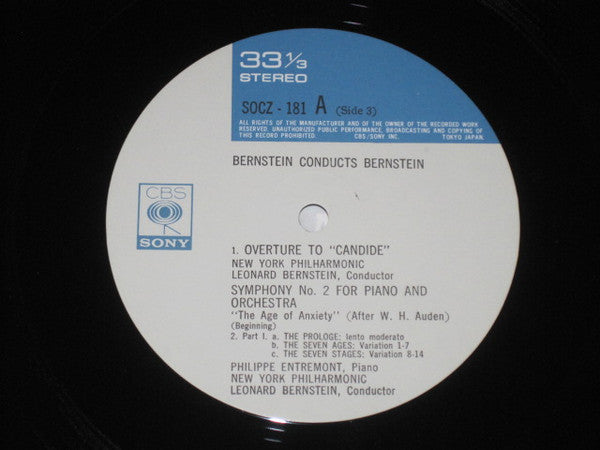 33 1/3
STEREO
SOCZ - 181 A (Side 3)
ALL RIGHTS OF THE MANUFACTURER AND OF THE OWNER OF THE RECORDED WORK
RESERVED. UNAUTHORIZED PUBLIC PERFORMANCE, BROADCASTING AND COPYING OF
THIS RECORD PROHIBITED. CBS/SONY INC. TOKYO JAPAN.
BERNSTEIN CONDUCTS BERNSTEIN
CBS
SONY
1. OVERTURE TO "CANDIDE"
NEW YORK PHILHARMONIC
LEONARD BERNSTEIN, Conductor
SYMPHONY No. 2 FOR PIANO AND
ORCHESTRA
"The Age of Anxiety" (After W. H. Auden)
(Beginning)
2. Part I. a. THE PROLOGE: lento moderato
b. THE SEVEN AGES: Variation 1-7
c. THE SEVEN STAGES: Variation 8-14
PHILIPPE ENTREMONT, Piano
NEW YORK PHILHARMONIC
LEONARD BERNSTEIN, Conductor